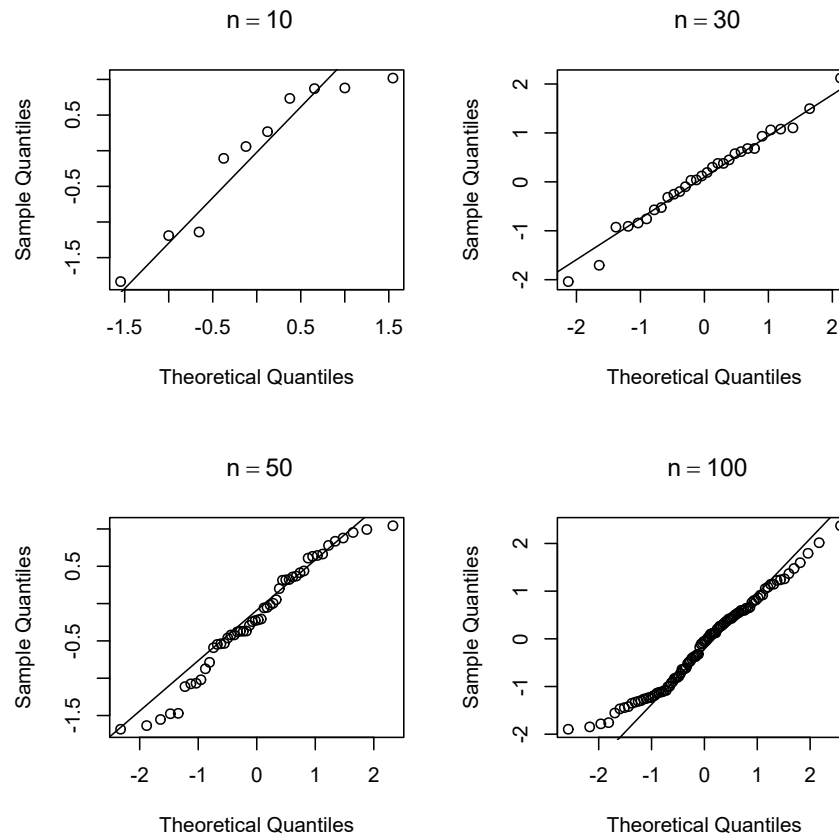 n = 10
Sample Quantiles
0.5
-0.5
-1.5
-1.5
-0.5
0.5
1.5
Theoretical Quantiles
n = 30
Sample Quantiles
2
1
0
-1
-2
-2
-1
0
1
2
Theoretical Quantiles
n = 50
Sample Quantiles
0.5
-0.5
-1.5
-2
-1
0
1
2
Theoretical Quantiles
n = 100
Sample Quantiles
2
1
0
-1
-2
-2
-1
0
1
2
Theoretical Quantiles